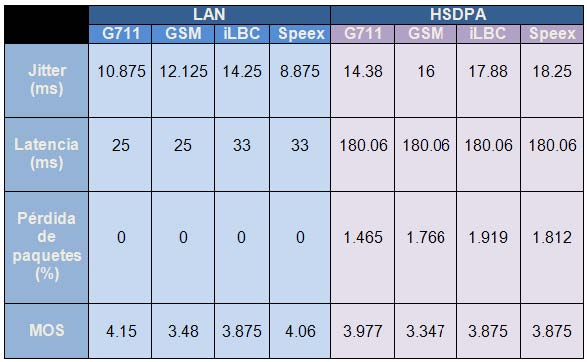 LAN HSDPA
G711 GSM iLBC Speex G711 GSM iLBC Speex
Jitter (ms) 10.875 12.125 14.25 8.875 14.38 16 17.88 18.25
Latencia (ms) 25 25 33 33 180.06 180.06 180.06 180.06
Pérdida de paquetes (%) 0 0 0 0 1.465 1.766 1.919 1.812
MOS 4.15 3.48 3.875 4.06 3.977 3.347 3.875 3.875